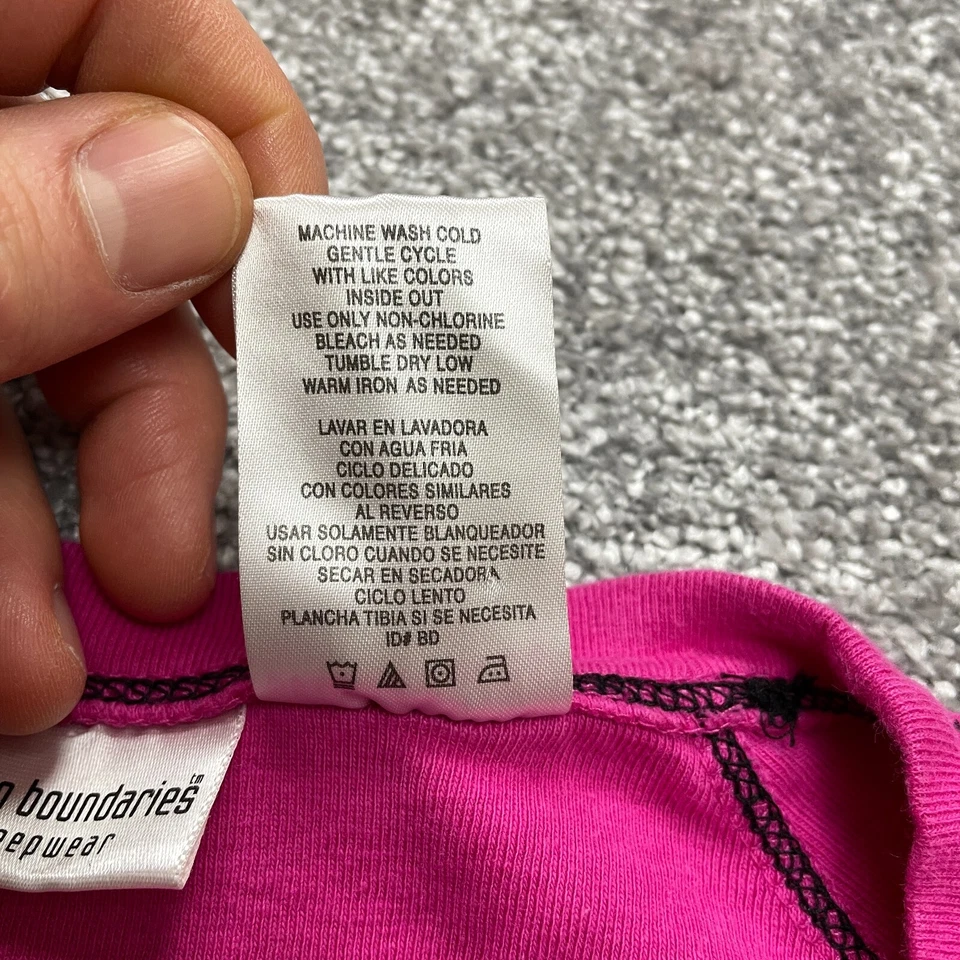 MACHINE WASH COLD
GENTLE CYCLE
WITH LIKE COLORS
INSIDE OUT
USE ONLY NON-CHLORINE
BLEACH AS NEEDED
TUMBLE DRY LOW
WARM IRON AS NEEDED
LAVAR EN LAVADORA
CON AGUA FRIA
CICLO DELICADO
CON COLORES SIMILARES
AL REVERSO
USAR SOLAMENTE BLANQUEADOR
SIN CLORO CUANDO SE NECESITE
SECAR EN SECADORA
CICLO LENTO
PLANCHA TIBIA SI SE NECESITA
ID# BD
boundaries tm